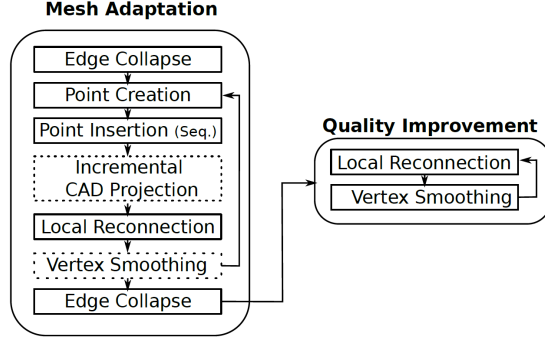 Mesh Adaptation
Edge Collapse
Point Creation
Point Insertion (Seq.)
Incremental
CAD Projection
Local Reconnection
Vertex Smoothing
Edge Collapse
Quality Improvement
Local Reconnection
Vertex Smoothing